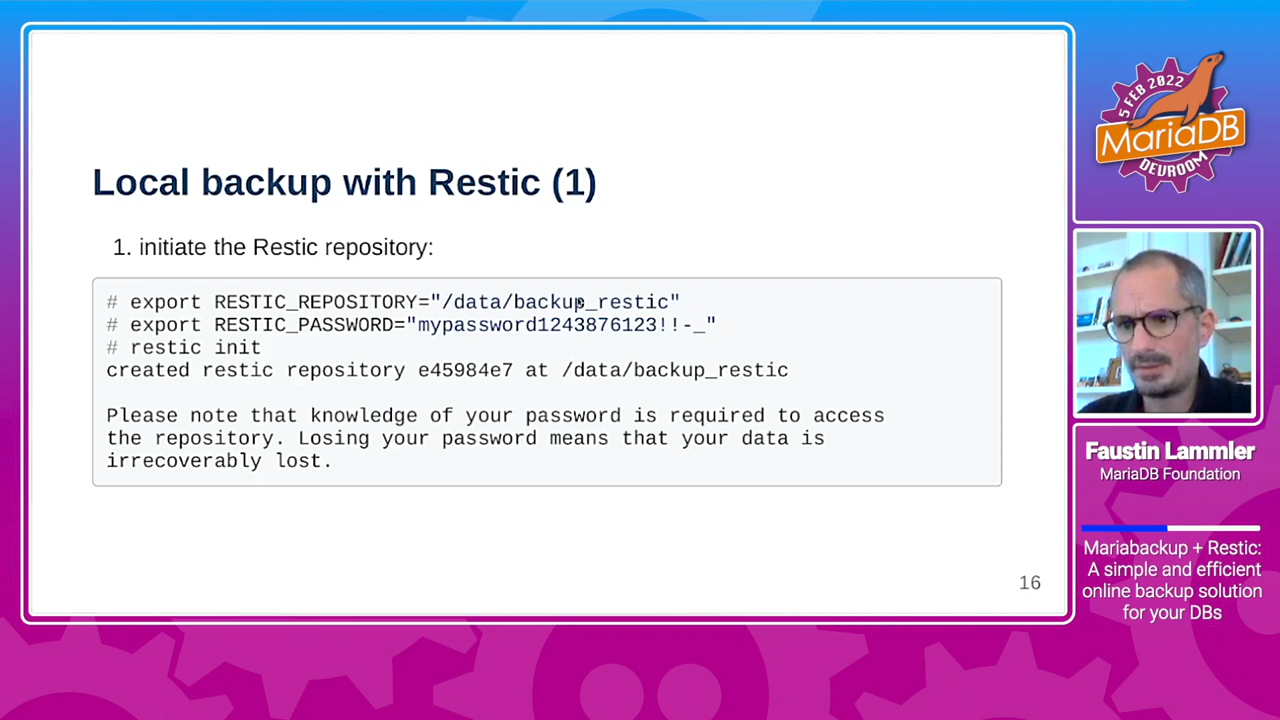 Local backup with Restic (1)
1. initiate the Restic repository:
# export RESTIC_REPOSITORY="/data/backup_restic"
# export RESTIC_PASSWORD="mypassword1243876123!!-_"
# restic init
created restic repository e45984e7 at /data/backup_restic
Please note that knowledge of your password is required to access
the repository. Losing your password means that your data is
irrecoverably lost.
16
5 FEB 2022
MariaDB
DEVROOM
Faustin Lammler
MariaDB Foundation
Mariabackup + Restic:
A simple and efficient
online backup solution
for your DBs